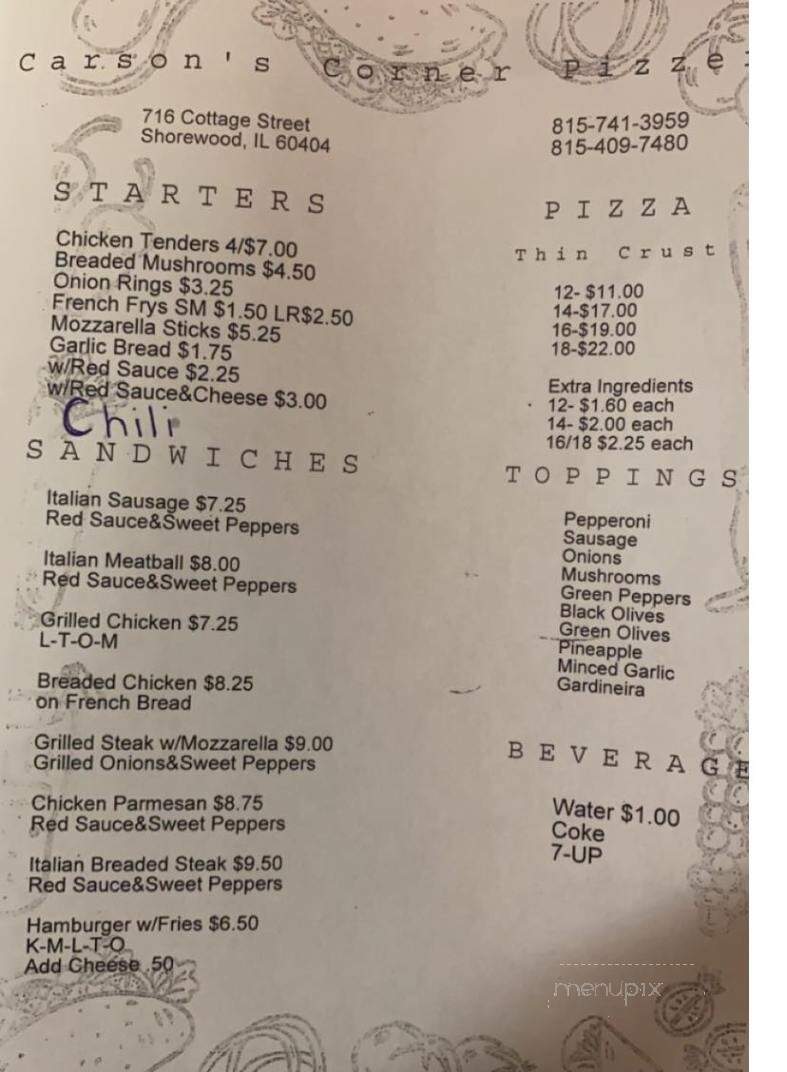 Carson's Corner Pizze
716 Cottage Street
Shorewood, IL 60404
815-741-3959
815-409-7480
STARTERS
Chicken Tenders 4/$7.00
Breaded Mushrooms $4.50
Onion Rings $3.25
French Frys SM $1.50 LR$2.50
Mozzarella Sticks $5.25
Garlic Bread $1.75
w/Red Sauce $2.25
w/Red Sauce&Cheese $3.00
Chili
SANDWICHES
Italian Sausage $7.25
Red Sauce&Sweet Peppers
Italian Meatball $8.00
Red Sauce&Sweet Peppers
Grilled Chicken $7.25
L-T-O-M
Breaded Chicken $8.25
on French Bread
Grilled Steak w/Mozzarella $9.00
Grilled Onions&Sweet Peppers
Chicken Parmesan $8.75
Red Sauce&Sweet Peppers
Italian Breaded Steak $9.50
Red Sauce&Sweet Peppers
Hamburger w/Fries $6.50
K-M-L-T-O
Add Cheese .50
PIZZA
Thin Crust
12- $11.00
14-$17.00
16-$19.00
18-$22.00
Extra Ingredients
12- $1.60 each
14- $2.00 each
16/18 $2.25 each
TOPPINGS
Pepperoni
Sausage
Onions
Mushrooms
Green Peppers
Black Olives
Green Olives
Pineapple
Minced Garlic
Gardineira
BEVERAGE
Water $1.00
Coke
7-UP
menupix